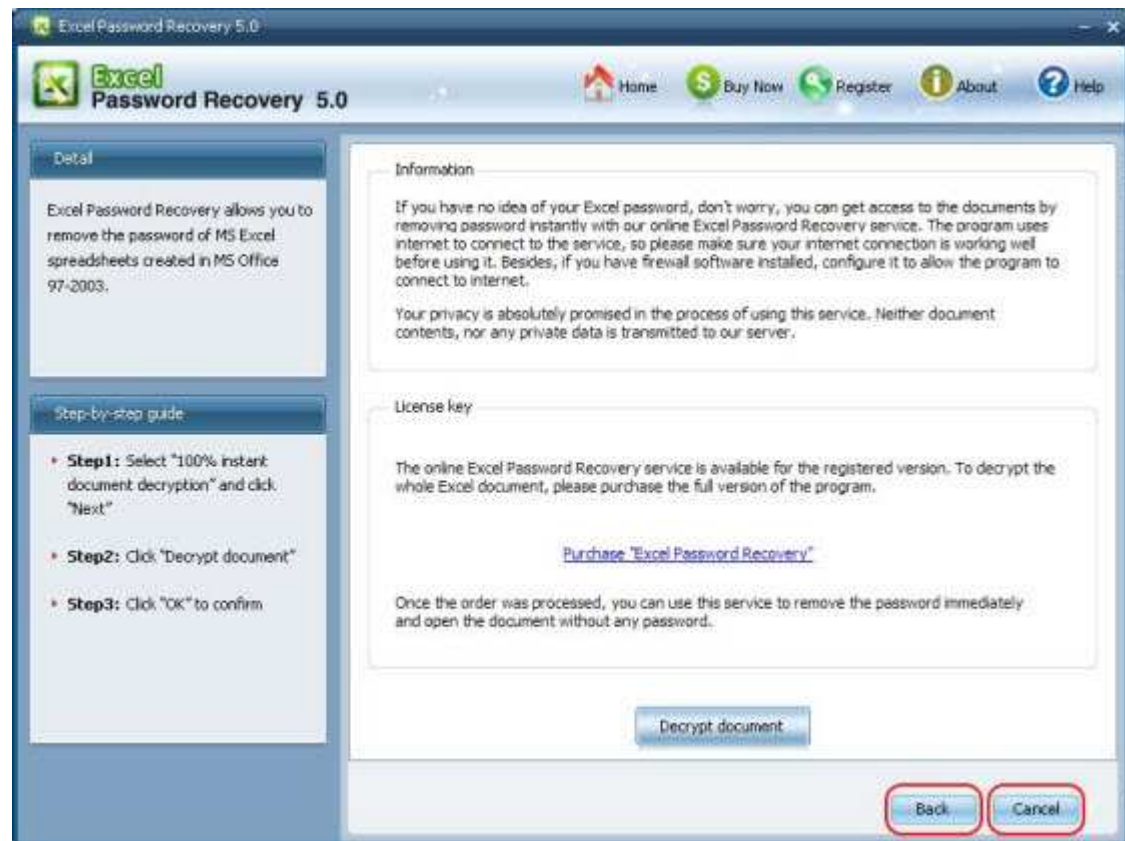 Excel Password Recovery 5.0
Excel
Password Recovery 5.0
Home
Buy Now
Register
About
Help
Detail
Excel Password Recovery allows you to
remove the password of MS Excel
spreadsheets created in MS Office
97-2003.
Step-by-step guide
Step1: Select "100% instant
document decryption" and click
"Next"
Step2: Click "Decrypt document"
Step3: Click "OK" to confirm
Information
If you have no idea of your Excel password, don't worry, you can get access to the documents by
removing password instantly with our online Excel Password Recovery service. The program uses
internet to connect to the service, so please make sure your internet connection is working well
before using it. Besides, if you have firewall software installed, configure it to allow the program to
connect to internet.
Your privacy is absolutely promised in the process of using this service. Neither document
contents, nor any private data is transmitted to our server.
License key
The online Excel Password Recovery service is available for the registered version. To decrypt the
whole Excel document, please purchase the full version of the program.
Purchase "Excel Password Recovery"
Once the order was processed, you can use this service to remove the password immediately
and open the document without any password.
Decrypt document
Back
Cancel